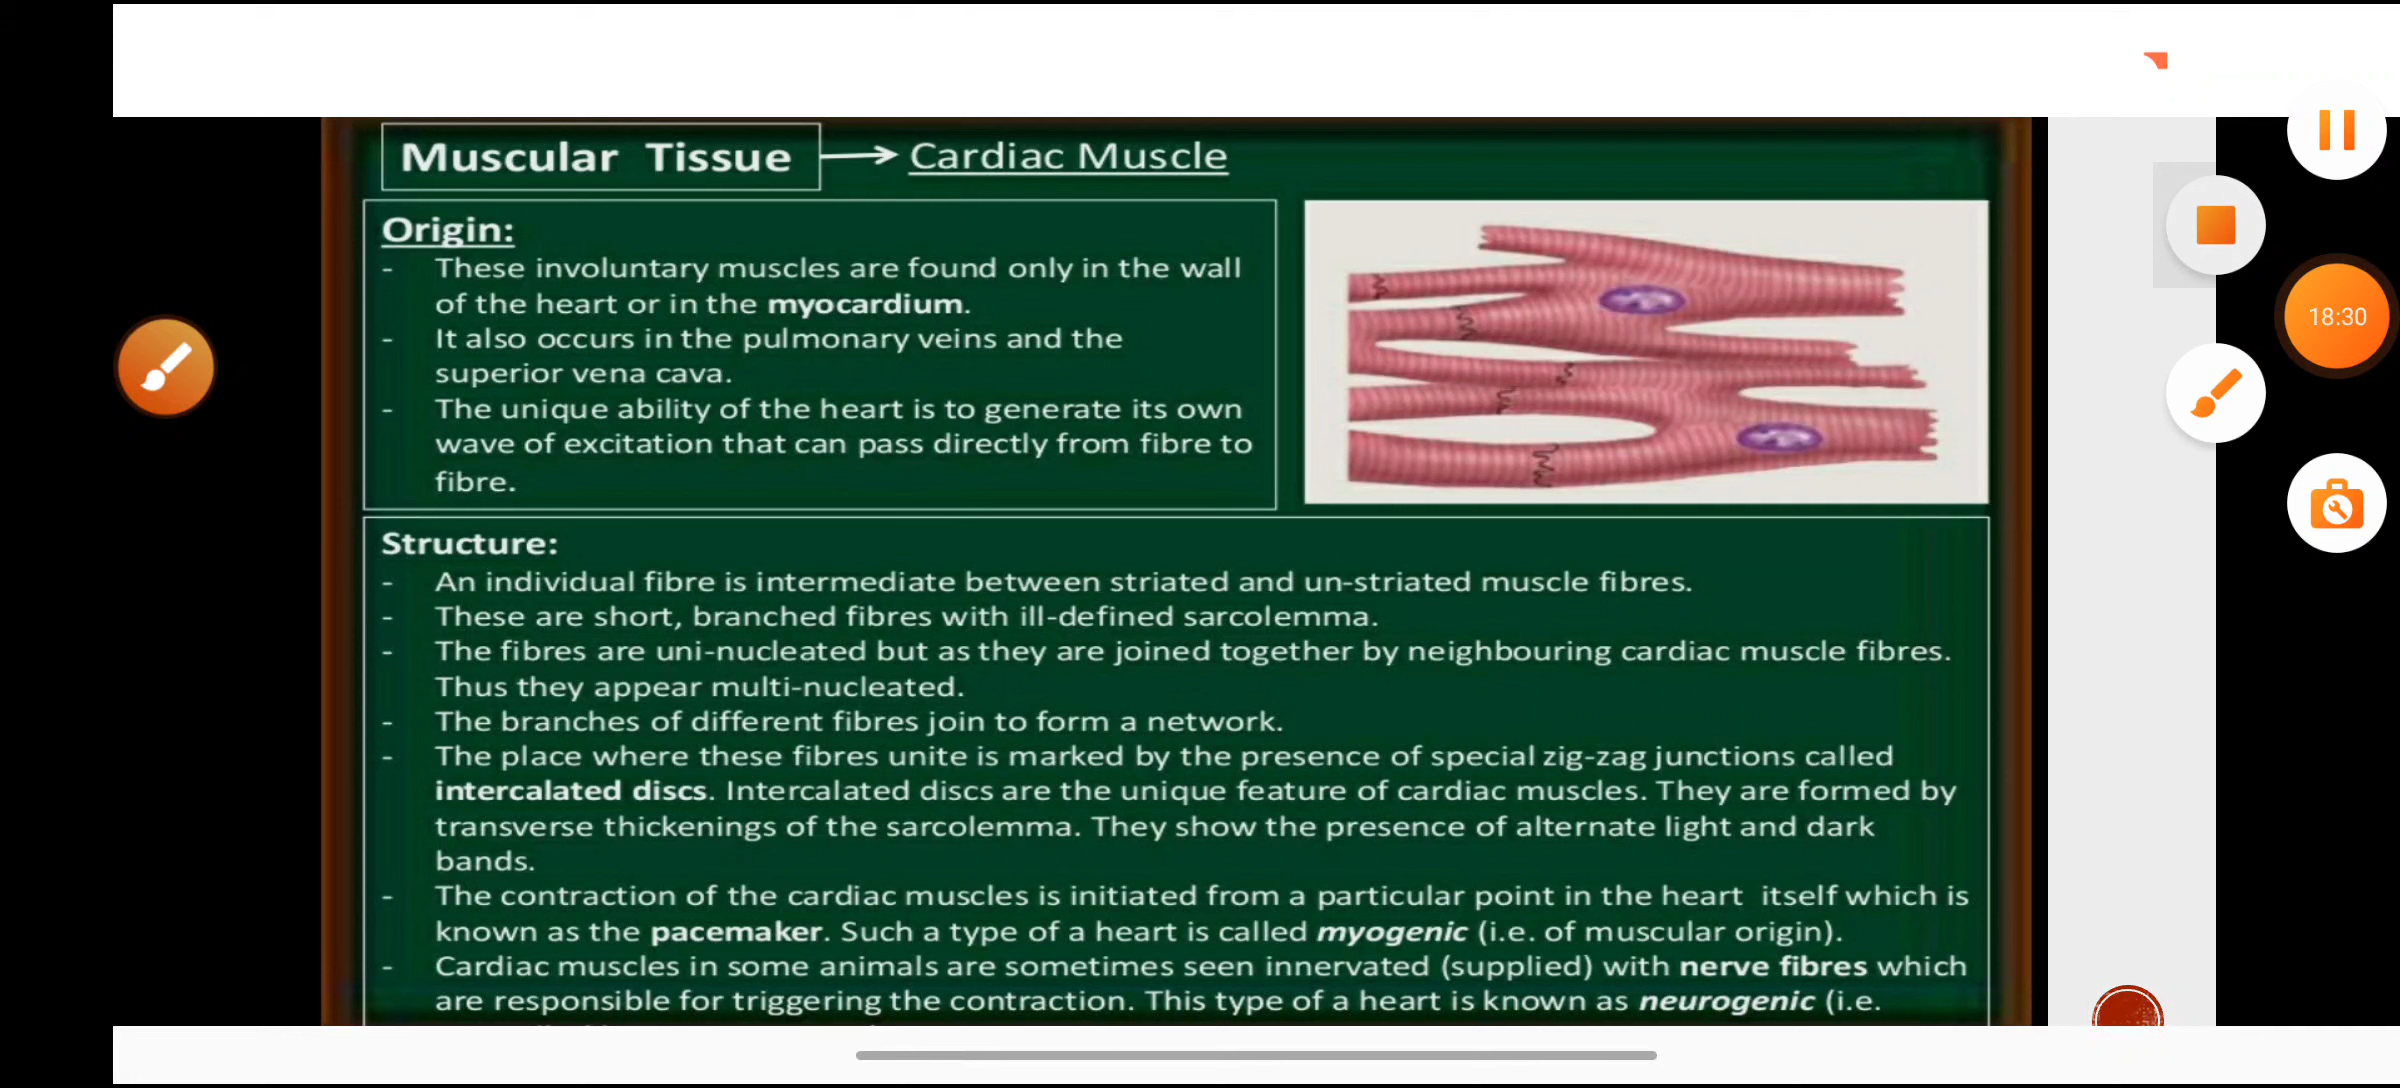 Muscular Tissue → Cardiac Muscle
Origin:
- These involuntary muscles are found only in the wall
of the heart or in the myocardium.
- It also occurs in the pulmonary veins and the
superior vena cava.
- The unique ability of the heart is to generate its own
wave of excitation that can pass directly from fibre to
fibre.
18:30
Structure:
- An individual fibre is intermediate between striated and un-striated muscle fibres.
- These are short, branched fibres with ill-defined sarcolemma.
- The fibres are uni-nucleated but as they are joined together by neighbouring cardiac muscle fibres.
Thus they appear multi-nucleated.
- The branches of different fibres join to form a network.
- The place where these fibres unite is marked by the presence of special zig-zag junctions called
intercalated discs. Intercalated discs are the unique feature of cardiac muscles. They are formed by
transverse thickenings of the sarcolemma. They show the presence of alternate light and dark
bands.
- The contraction of the cardiac muscles is initiated from a particular point in the heart itself which is
known as the pacemaker. Such a type of a heart is called myogenic (i.e. of muscular origin).
- Cardiac muscles in some animals are sometimes seen innervated (supplied) with nerve fibres which
are responsible for triggering the contraction. This type of a heart is known as neurogenic (i.e.